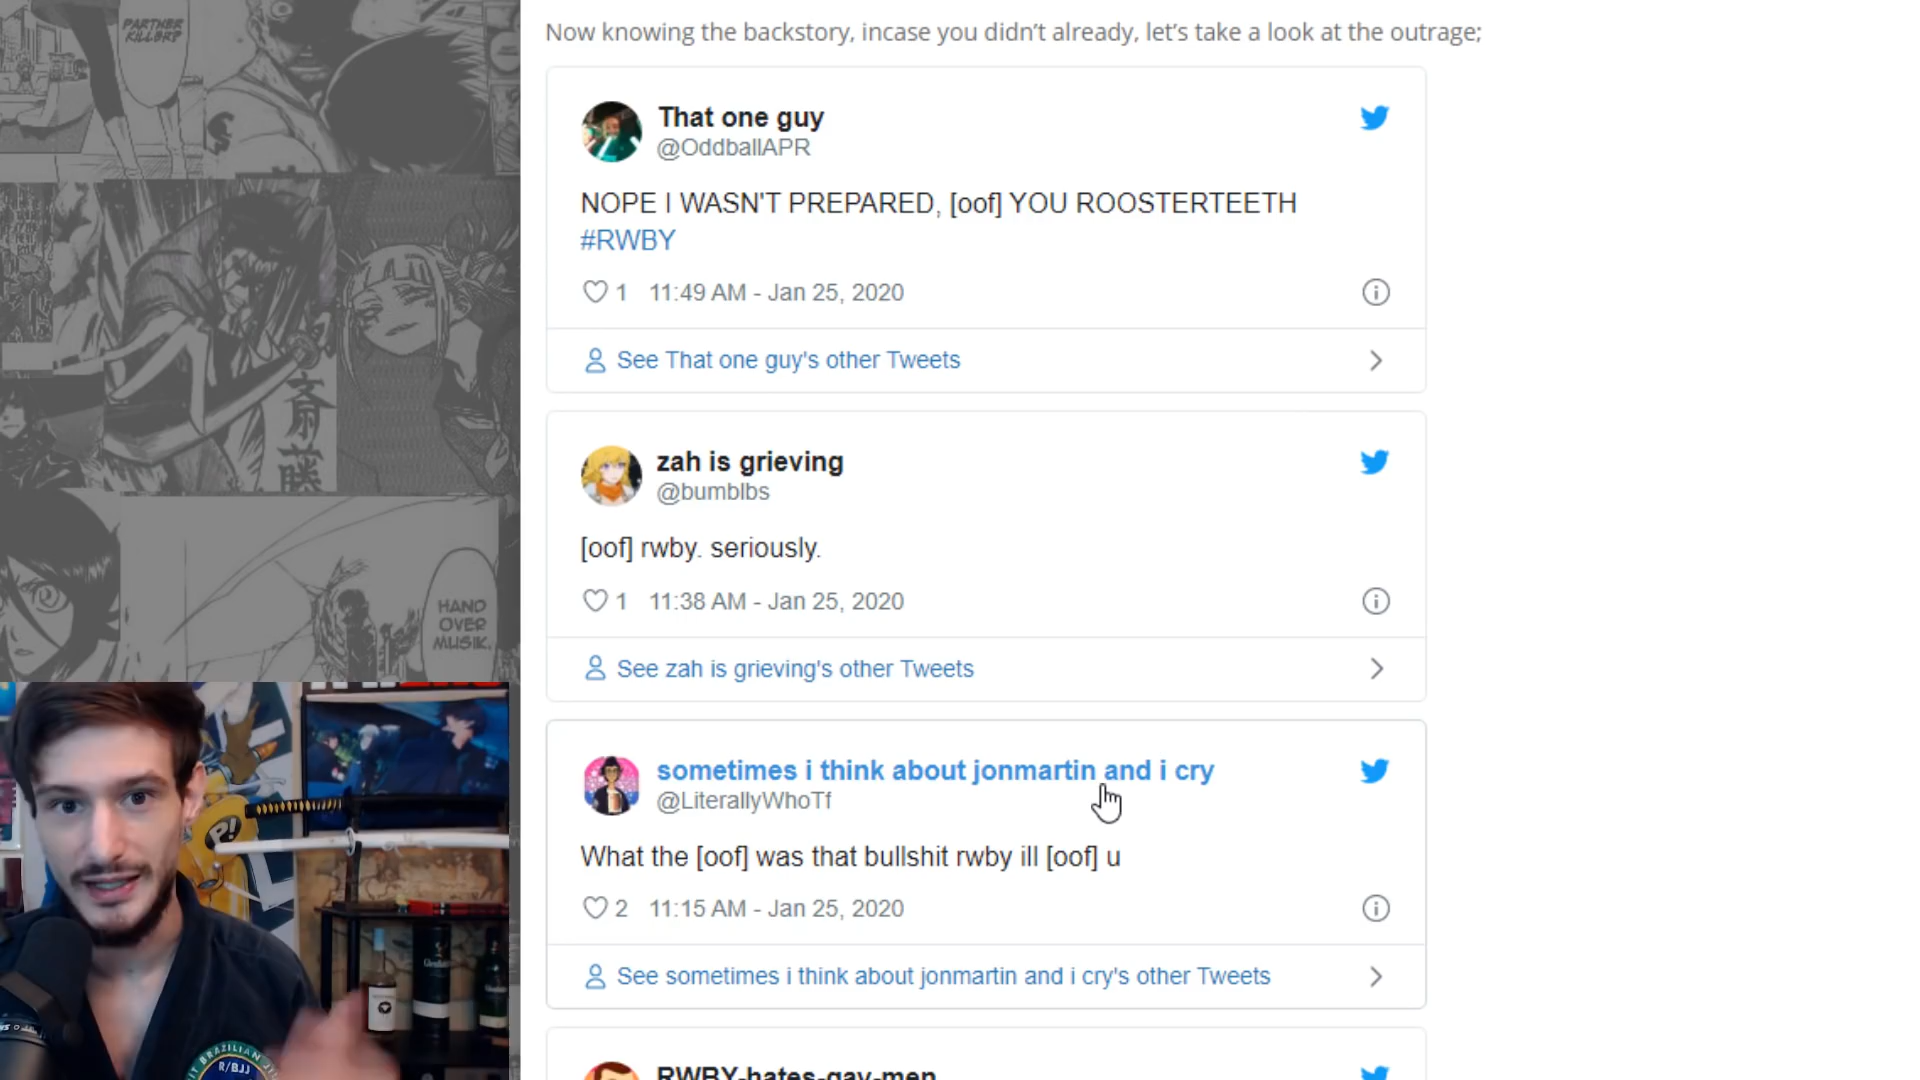 Now knowing the backstory, incase you didn't already, let's take a look at the outrage;
PARTNER
KILLER?
That one guy
@OddballAPR
NOPE I WASN'T PREPARED, [oof] YOU ROOSTERTEETH
#RWBY
1 11:49 AM - Jan 25, 2020
See That one guy's other Tweets
斎
藤
zah is grieving
@bumblbs
[oof] rwby. seriously.
1 11:38 AM - Jan 25, 2020
HAND
OVER
MUSIK.
See zah is grieving's other Tweets
sometimes i think about jonmartin and i cry
@LiterallyWhoTf
What the [oof] was that bullshit rwby ill [oof] u
2 11:15 AM - Jan 25, 2020
See sometimes i think about jonmartin and i cry's other Tweets
P!
Glenfiddich
BRAZILIAN
R/BJJ
RWBY-hates-gay-men